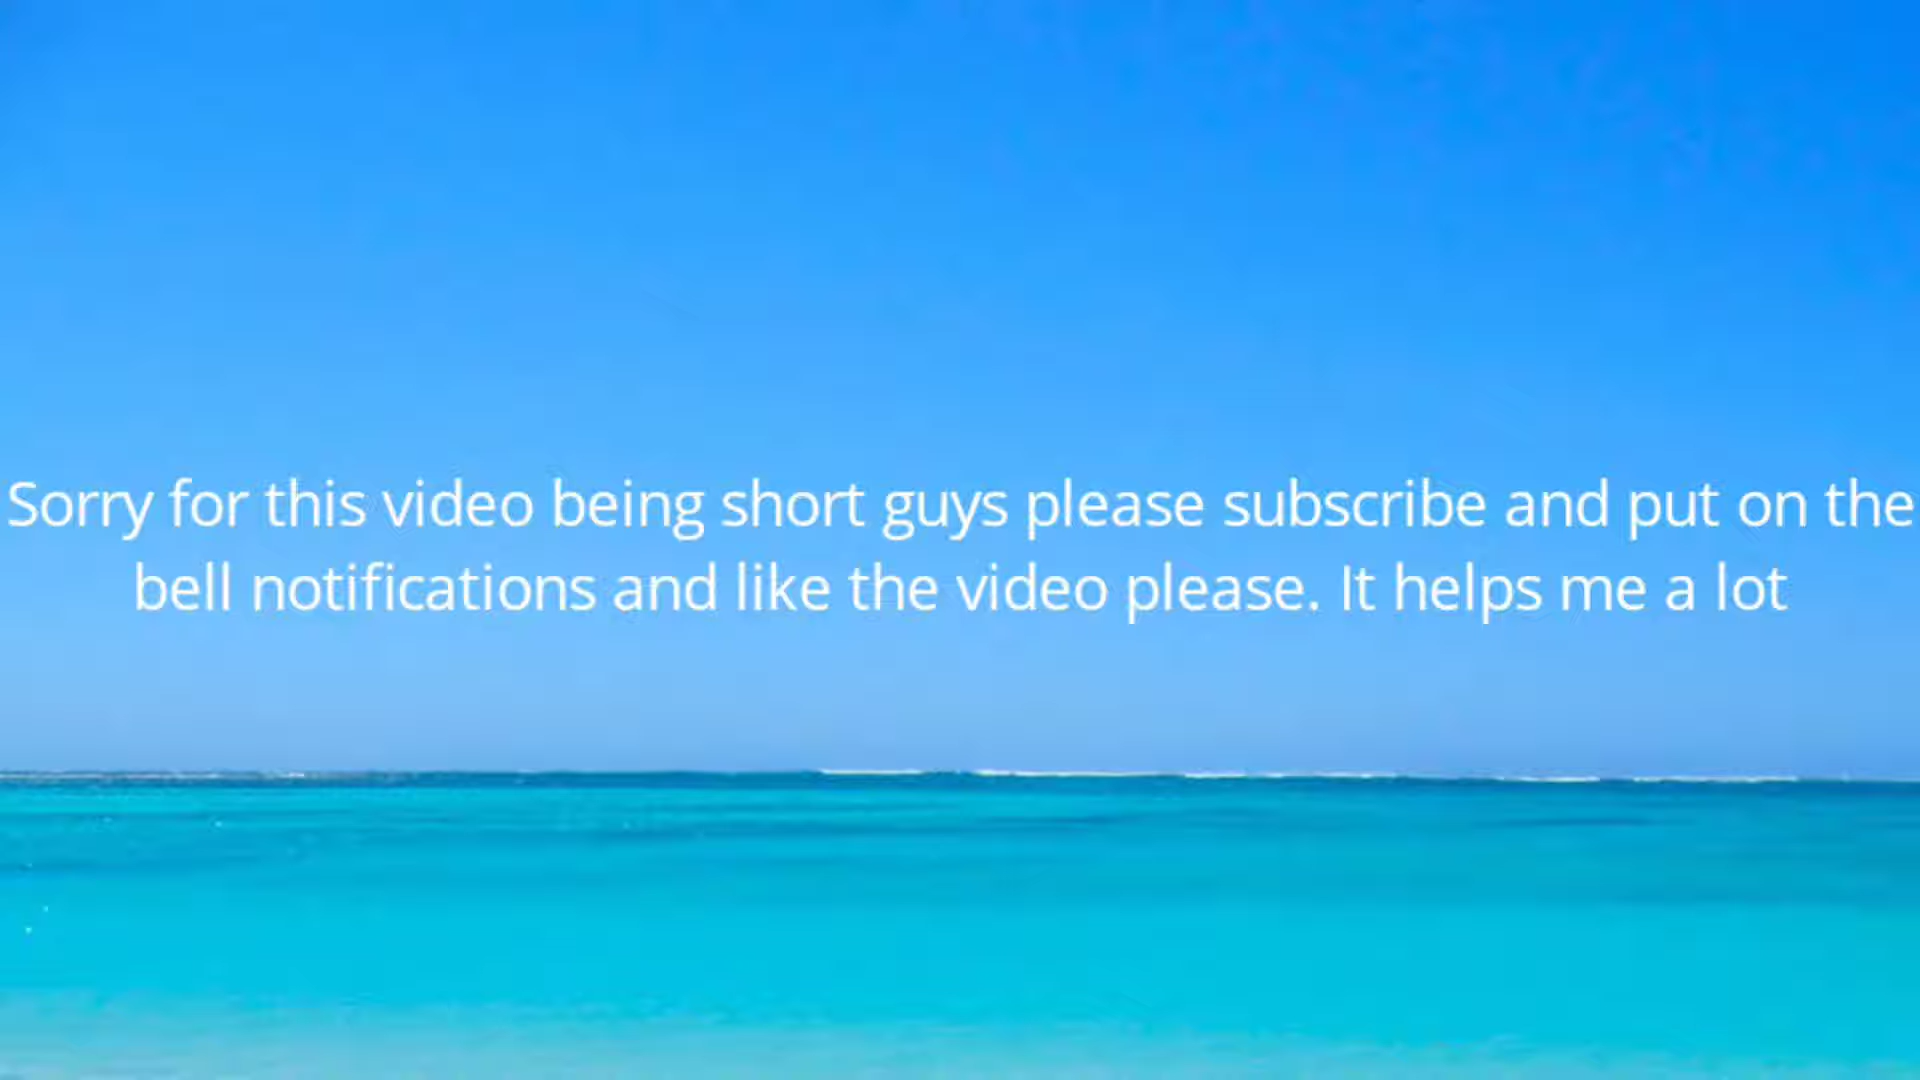 Sorry for this video being short guys please subscribe and put on the
bell notifications and like the video please. It helps me a lot